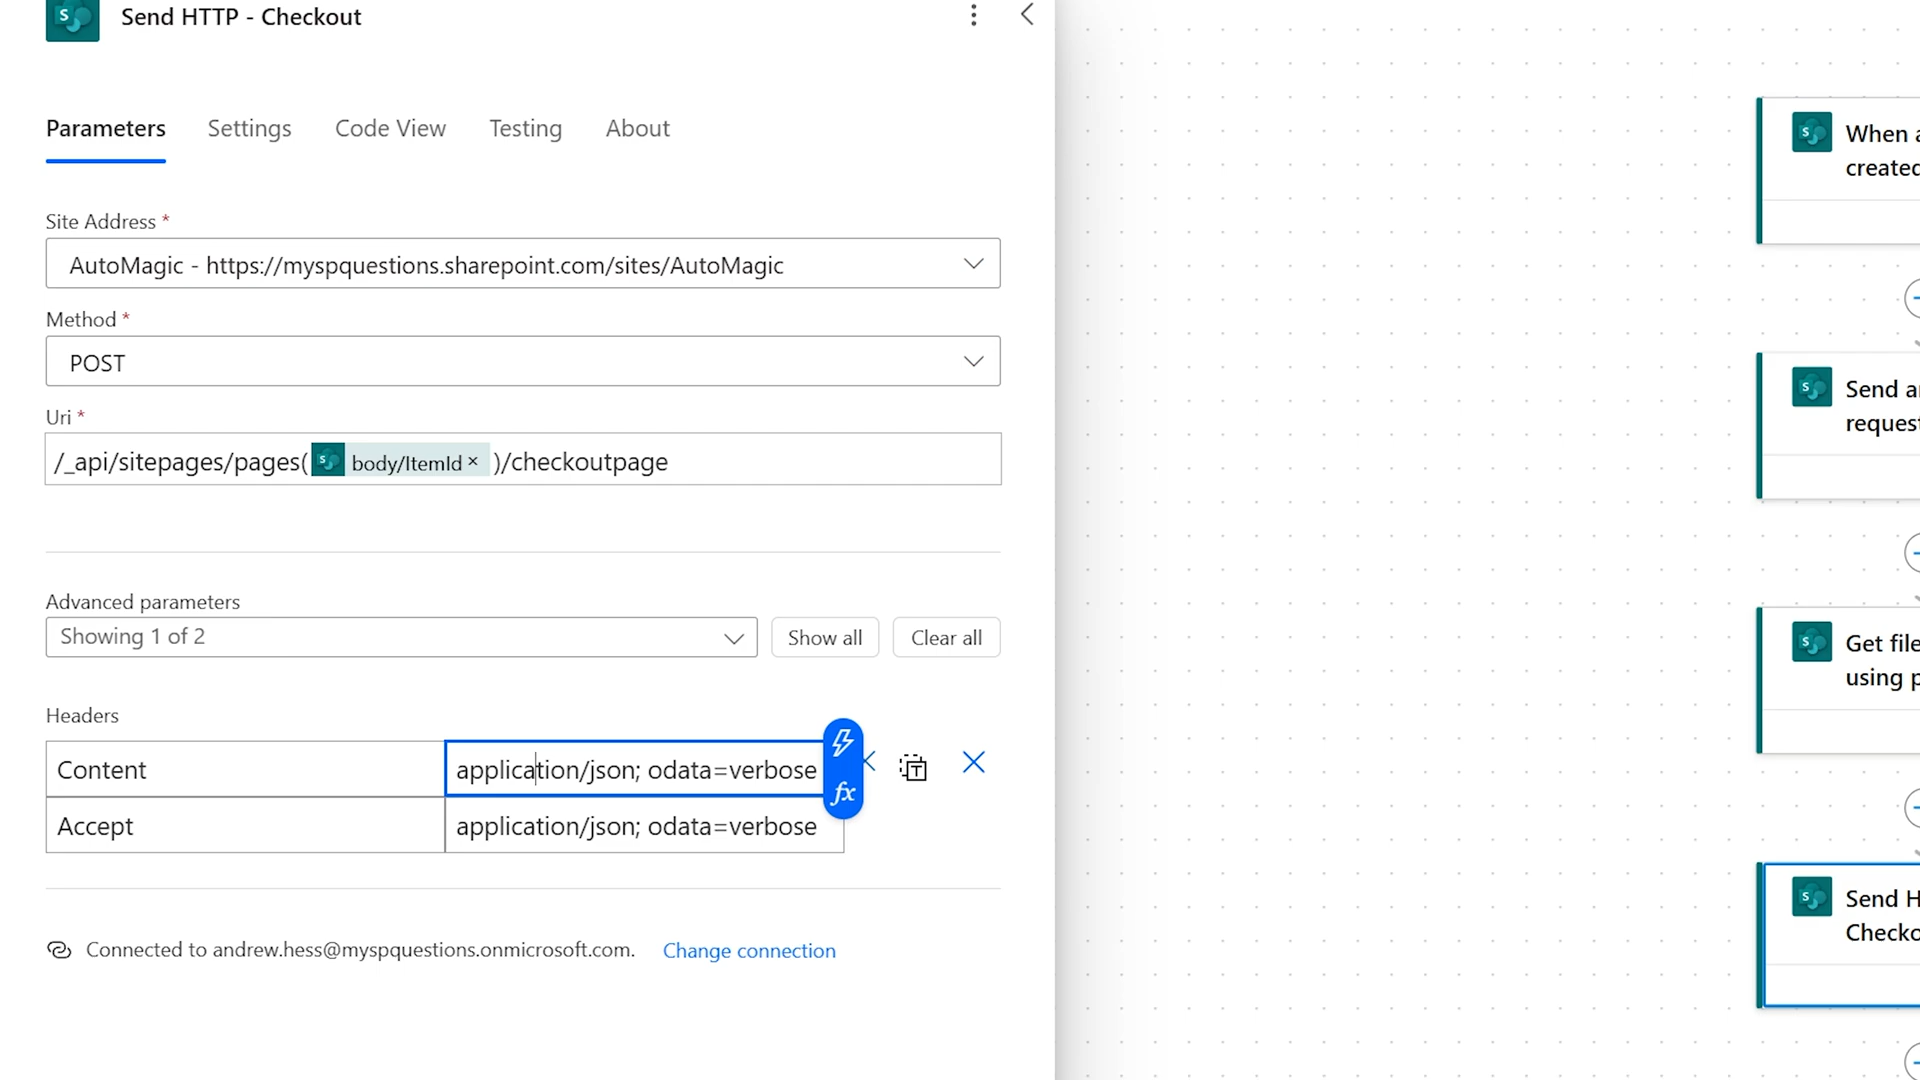 Send HTTP - Checkout
Parameters
Settings
Code View
Testing
About
Site Address *
AutoMagic - https://myspquestions.sharepoint.com/sites/AutoMagic
Method *
POST
Uri *
/_api/sitepages/pages( body/ItemId × )/checkoutpage
Advanced parameters
Showing 1 of 2
Show all
Clear all
Headers
Content
application/json; odata=verbose
fx
Accept
application/json; odata=verbose
Connected to andrew.hess@myspquestions.onmicrosoft.com.
Change connection
When a
created
Send a
request
Get file
using p
Send H
Checko